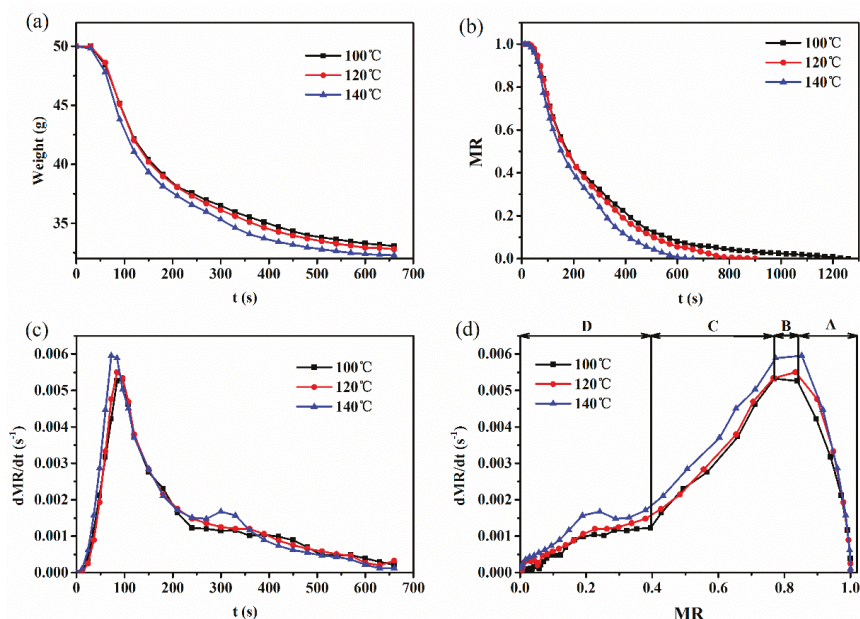 (a)
50
45
40
35
Weight (g)
100℃
120℃
140℃
0 100 200 300 400 500 600 700
t (s)
(b)
1.0
0.8
0.6
0.4
0.2
0.0
MR
100℃
120℃
140℃
0 200 400 600 800 1000 1200
t (s)
(c)
0.006
0.005
0.004
0.003
0.002
0.001
0.000
dMR/dt (s⁻¹)
100℃
120℃
140℃
0 100 200 300 400 500 600 700
t (s)
(d)
D C B A
0.006
0.005
0.004
0.003
0.002
0.001
0.000
dMR/dt (s⁻¹)
100℃
120℃
140℃
0.0 0.2 0.4 0.6 0.8 1.0
MR